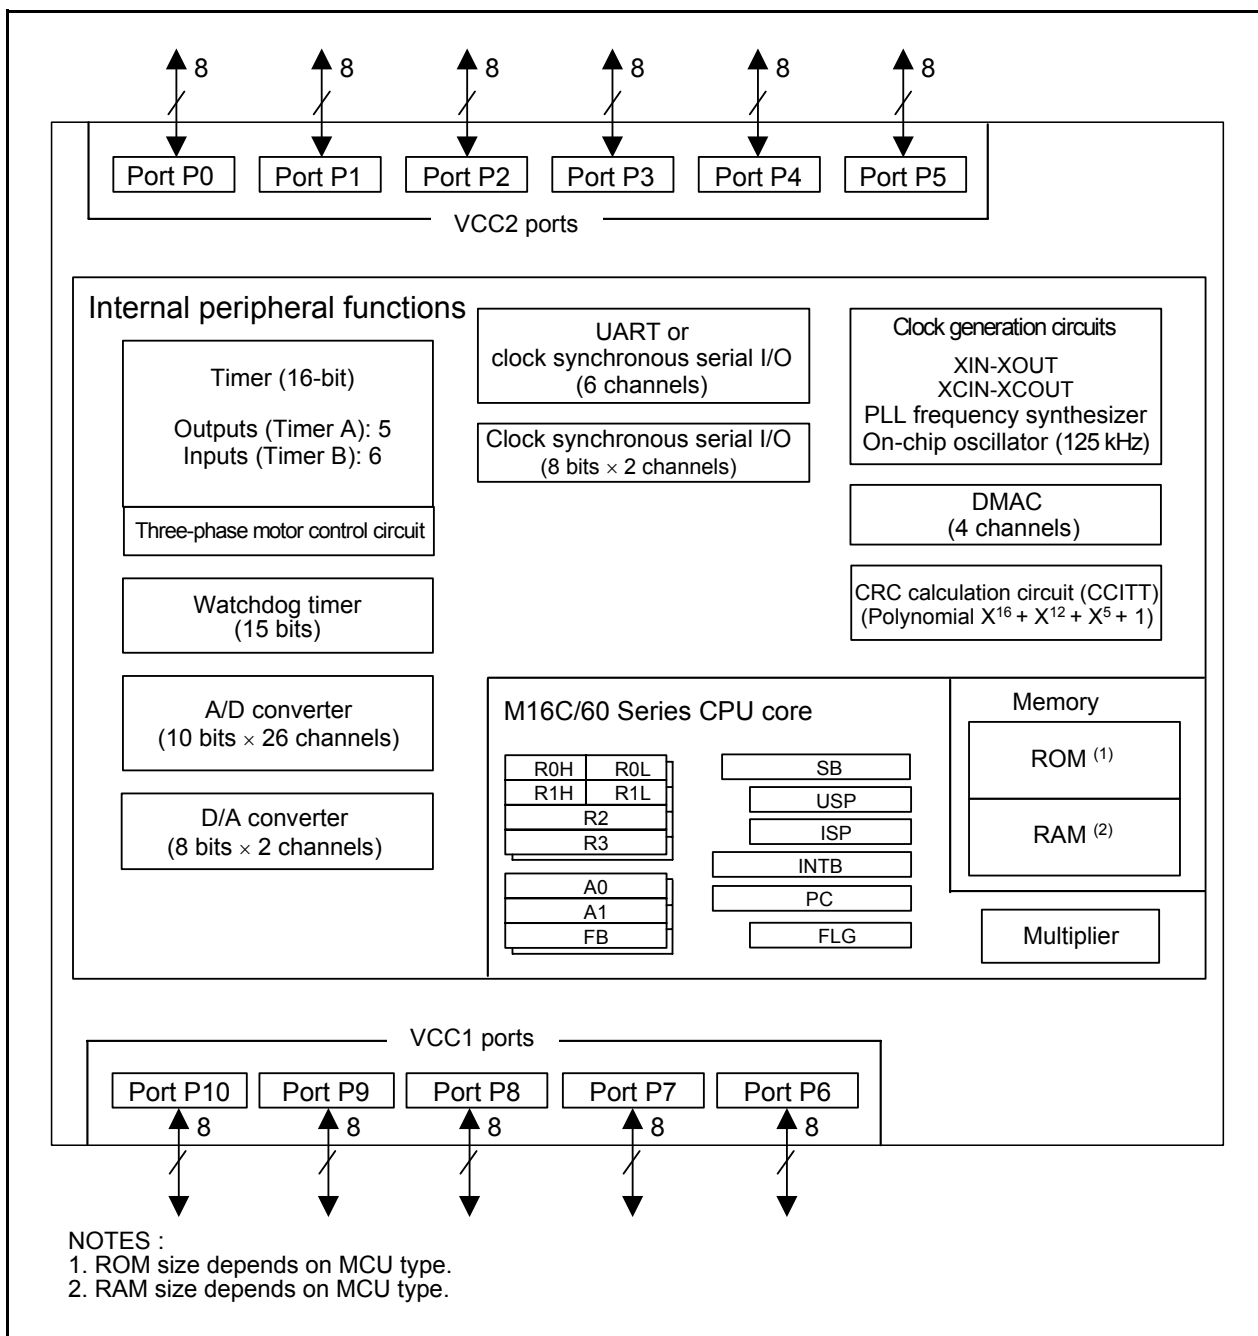 8 8 8 8 8 8
Port P0 Port P1 Port P2 Port P3 Port P4 Port P5
VCC2 ports
Internal peripheral functions
Timer (16-bit)
Outputs (Timer A): 5
Inputs (Timer B): 6
Three-phase motor control circuit
Watchdog timer
(15 bits)
A/D converter
(10 bits × 26 channels)
D/A converter
(8 bits × 2 channels)
UART or
clock synchronous serial I/O
(6 channels)
Clock synchronous serial I/O
(8 bits × 2 channels)
Clock generation circuits
XIN-XOUT
XCIN-XCOUT
PLL frequency synthesizer
On-chip oscillator (125 kHz)
DMAC
(4 channels)
CRC calculation circuit (CCITT)
(Polynomial X¹⁶ + X¹² + X⁵ + 1)
M16C/60 Series CPU core
R0H R0L
R1H R1L
R2
R3
A0
A1
FB
SB
USP
ISP
INTB
PC
FLG
Memory
ROM (1)
RAM (2)
Multiplier
VCC1 ports
Port P10 Port P9 Port P8 Port P7 Port P6
8 8 8 8 8
NOTES :
1. ROM size depends on MCU type.
2. RAM size depends on MCU type.